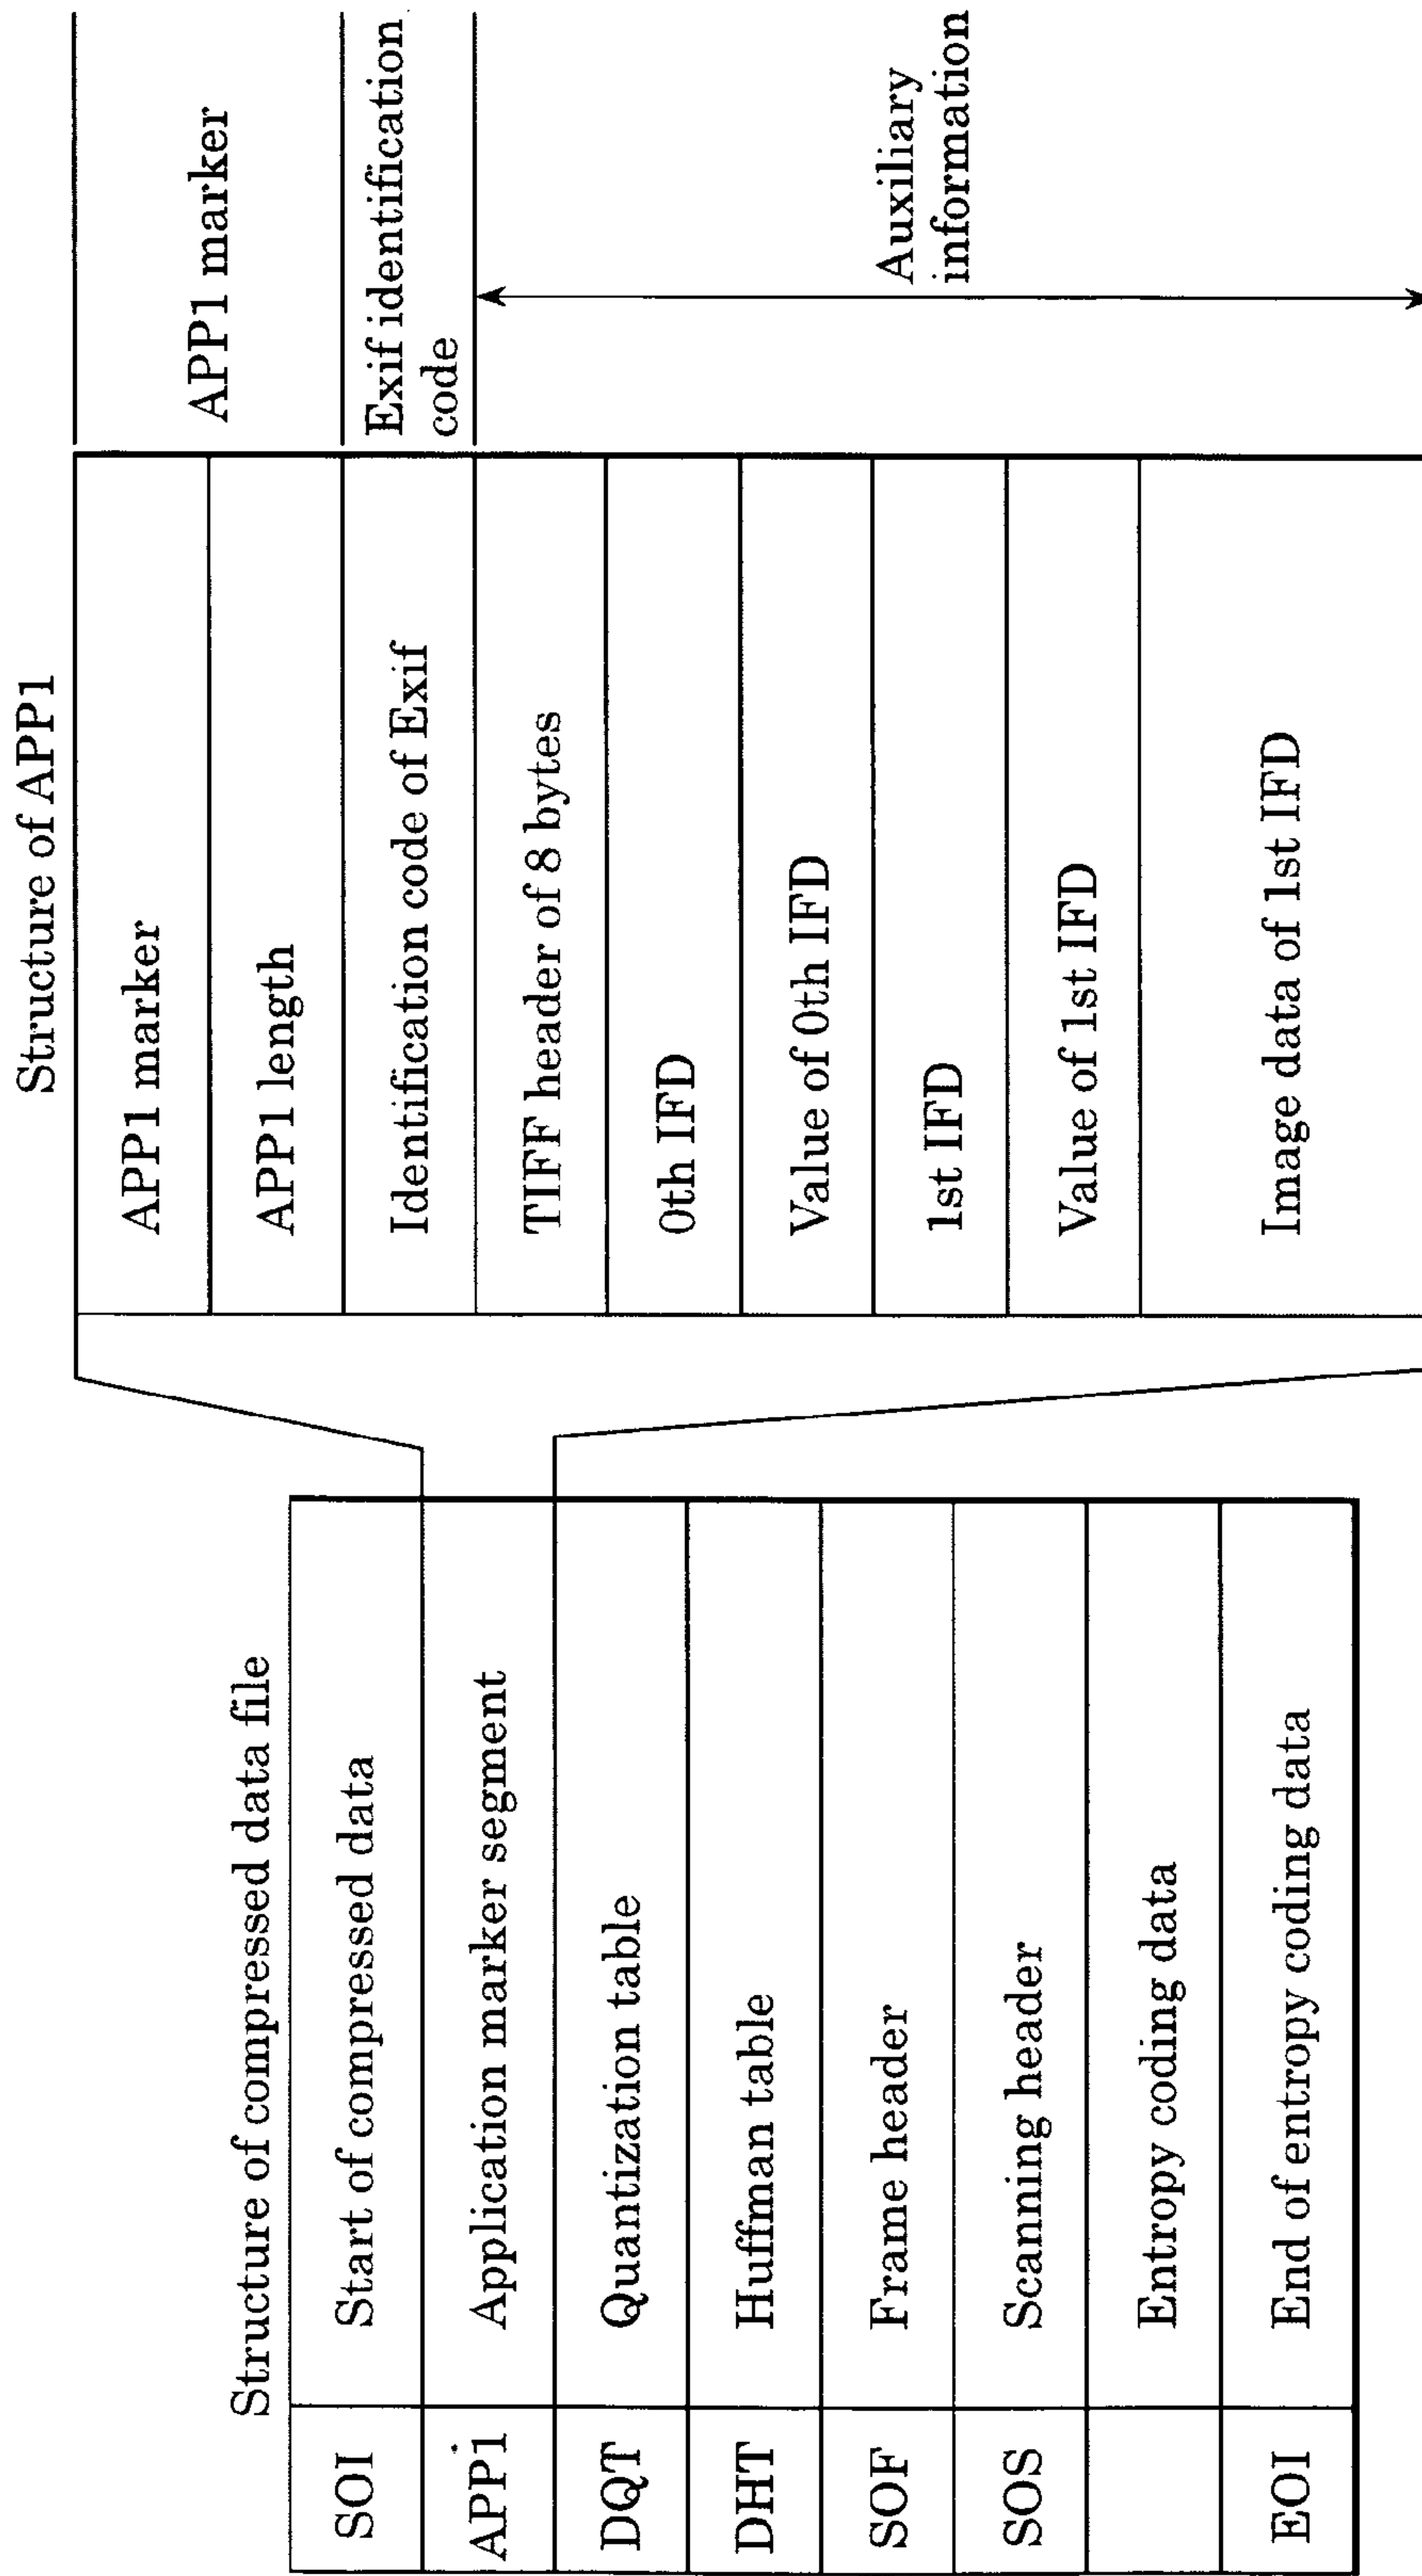 Structure of compressed data file
SOI Start of compressed data
APP1 Application marker segment
DQT Quantization table
DHT Huffman table
SOF Frame header
SOS Scanning header
Entropy coding data
EOI End of entropy coding data
Structure of APP1
APP1 marker
APP1 length
Identification code of Exif
TIFF header of 8 bytes
0th IFD
Value of 0th IFD
1st IFD
Value of 1st IFD
Image data of 1st IFD
APP1 marker
Exif identification
code
Auxiliary
information